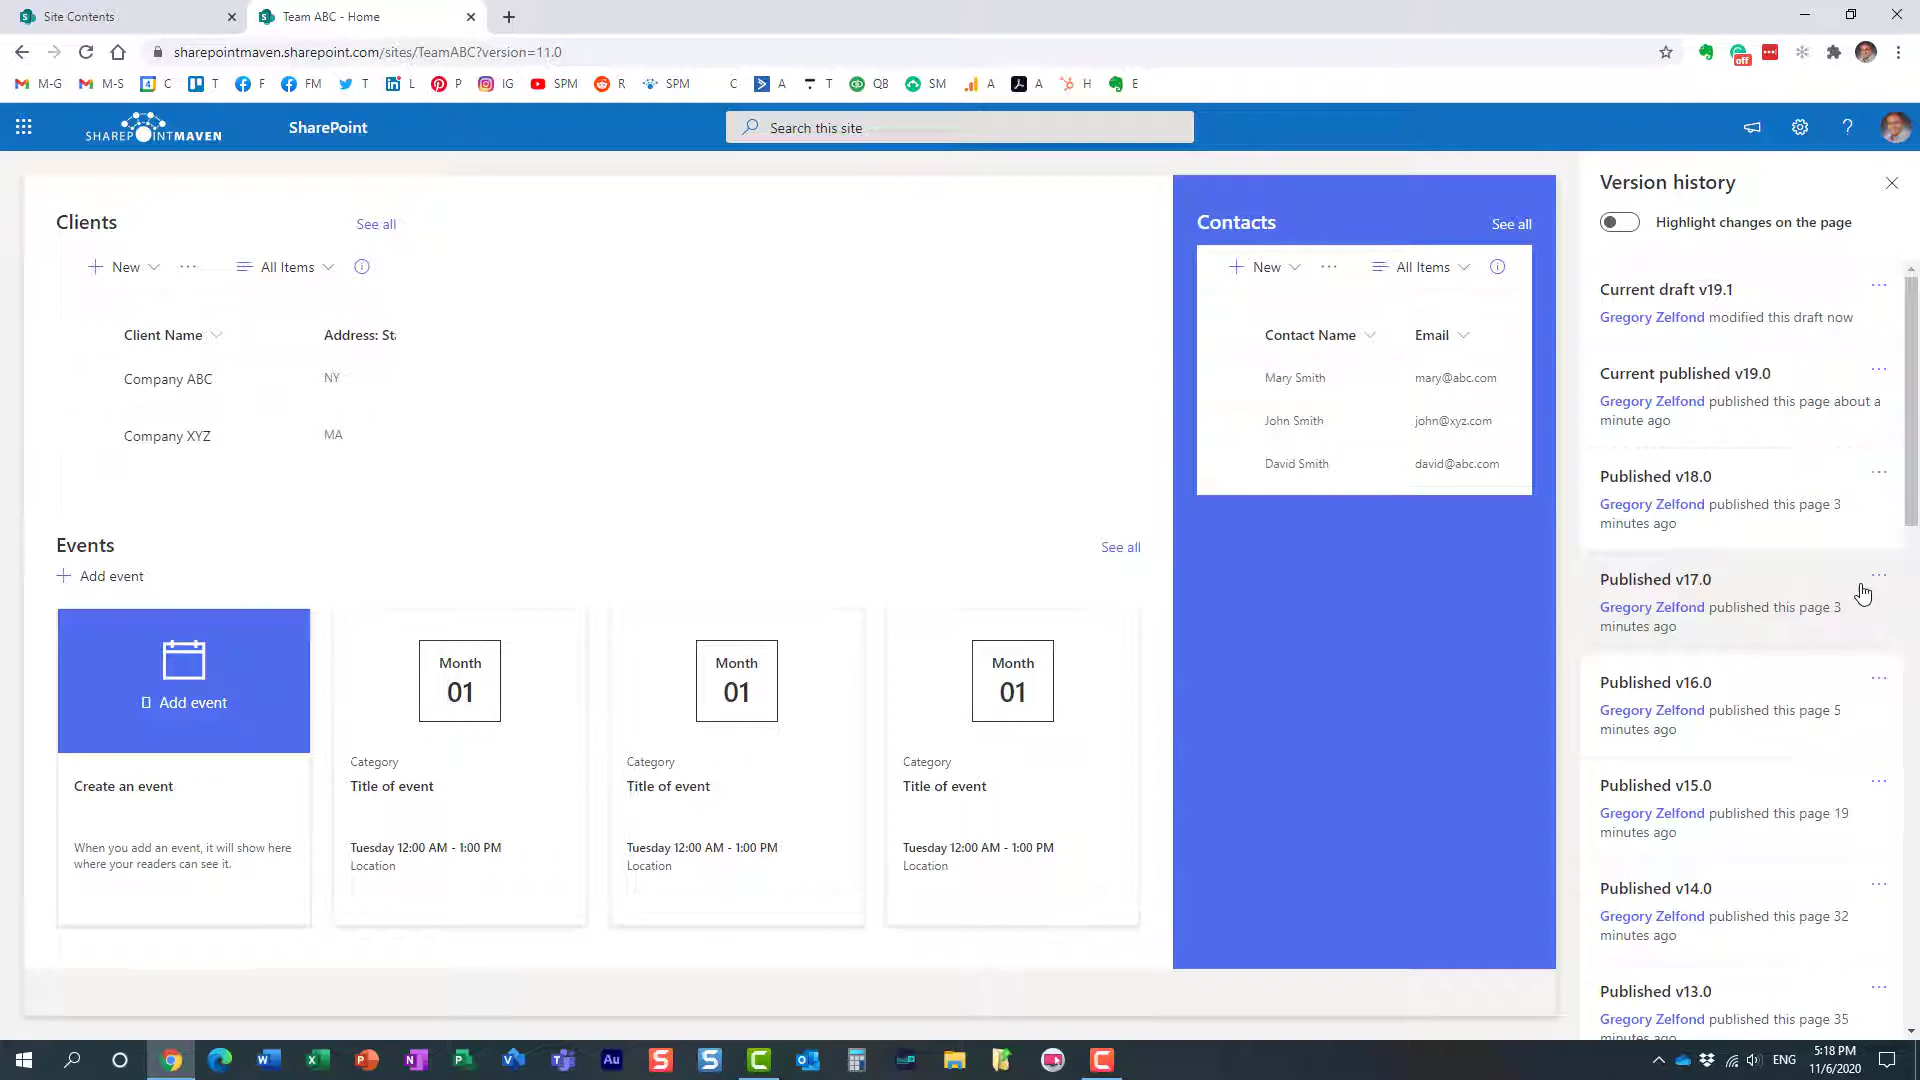 Site Contents
Team ABC - Home
sharepointmaven.sharepoint.com/sites/TeamABC?version=11.0
off
M-G M-S 4 C T F FM T L P IG SPM R SPM C A T QB SM A A H E
SHAREPOINTMAVEN
SharePoint
Search this site
Clients
See all
New
All Items
Client Name
Address: Sta
Company ABC
NY
Company XYZ
MA
Events
See all
Add event
Add event
Create an event
When you add an event, it will show here
where your readers can see it.
Month
01
Category
Title of event
Tuesday 12:00 AM - 1:00 PM
Location
Month
01
Category
Title of event
Tuesday 12:00 AM - 1:00 PM
Location
Month
01
Category
Title of event
Tuesday 12:00 AM - 1:00 PM
Location
Contacts
See all
New
All Items
Contact Name
Email
Mary Smith
mary@abc.com
John Smith
john@xyz.com
David Smith
david@abc.com
Version history
Highlight changes on the page
Current draft v19.1
Gregory Zelfond modified this draft now
Current published v19.0
Gregory Zelfond published this page about a
minute ago
Published v18.0
Gregory Zelfond published this page 3
minutes ago
Published v17.0
Gregory Zelfond published this page 3
minutes ago
Published v16.0
Gregory Zelfond published this page 5
minutes ago
Published v15.0
Gregory Zelfond published this page 19
minutes ago
Published v14.0
Gregory Zelfond published this page 32
minutes ago
Published v13.0
Gregory Zelfond published this page 35
minutes ago
Au
ENG
5:18 PM
11/6/2020